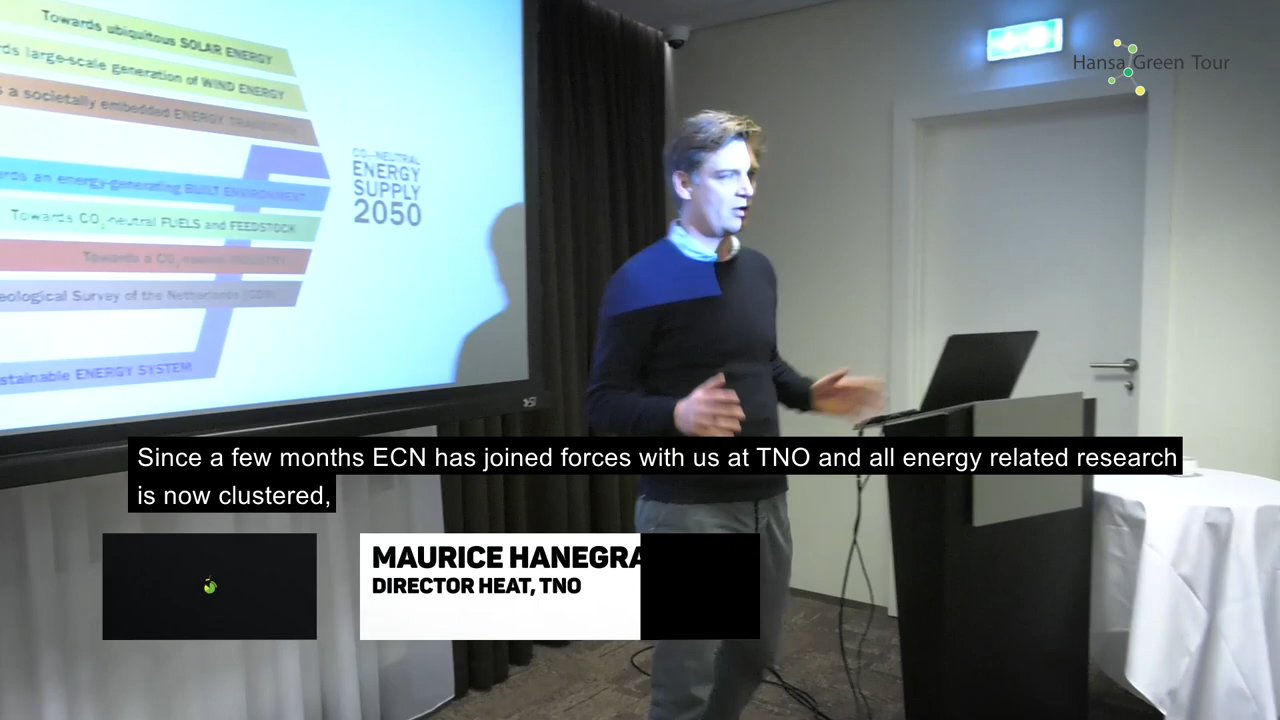 Towards ubiquitous SOLAR ENERGY
large-scale generation of WIND ENERGY
a societally embedded ENERGY
an energy-generating BUILT ENVIRONMENT
Towards CO2-neutral FUELS and FEEDSTOCK
Towards a CO2
Survey of the Netherlands
ENERGY SYSTEM
CO2-NEUTRAL
ENERGY
SUPPLY
2050
Hansa Green Tour
Since a few months ECN has joined forces with us at TNO and all energy related research
is now clustered,
MAURICE HANEGRA
DIRECTOR HEAT, TNO